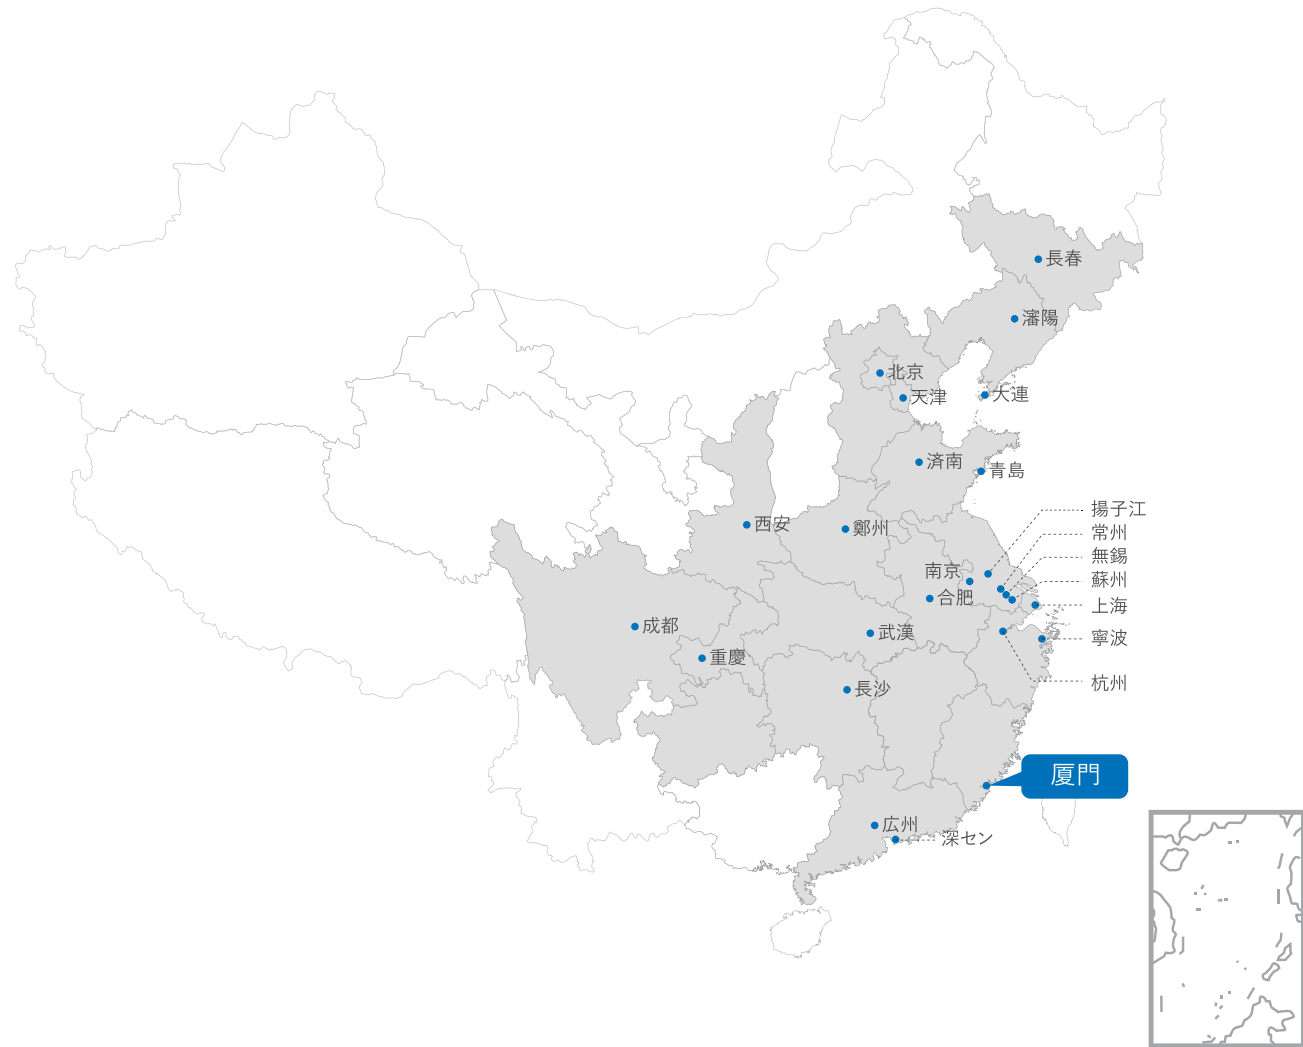 長春
瀋陽
北京
天津
大連
済南
青島
揚子江
西安
鄭州
常州
無錫
南京
蘇州
合肥
上海
成都
武漢
寧波
重慶
杭州
長沙
厦門
広州
深セン